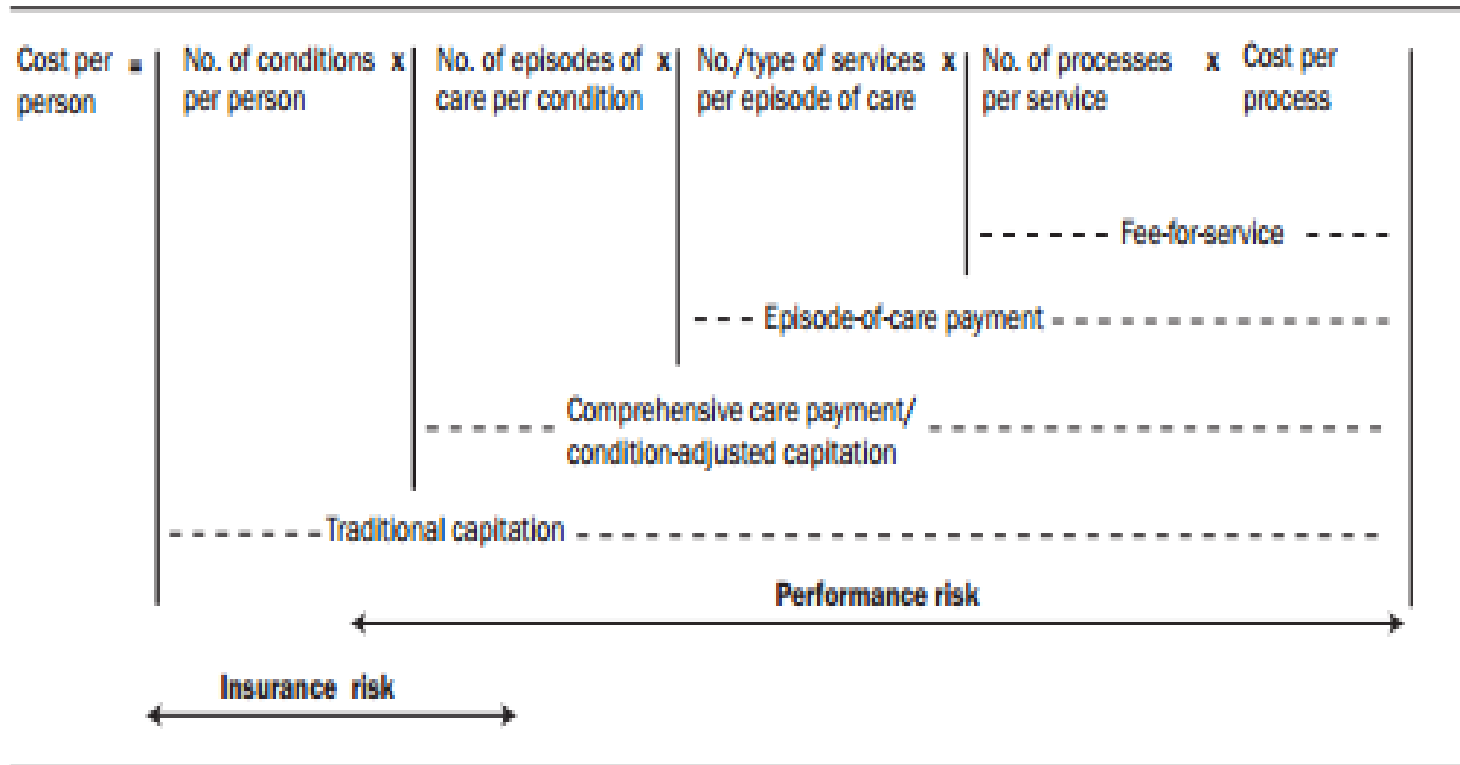 Cost per = No. of conditions x No. of episodes of x No./type of services x No. of processes x Cost per
person per person care per condition per episode of care per service process
Fee-for-service
Episode-of-care payment
Comprehensive care payment/
condition-adjusted capitation
Traditional capitation
Performance risk
Insurance risk